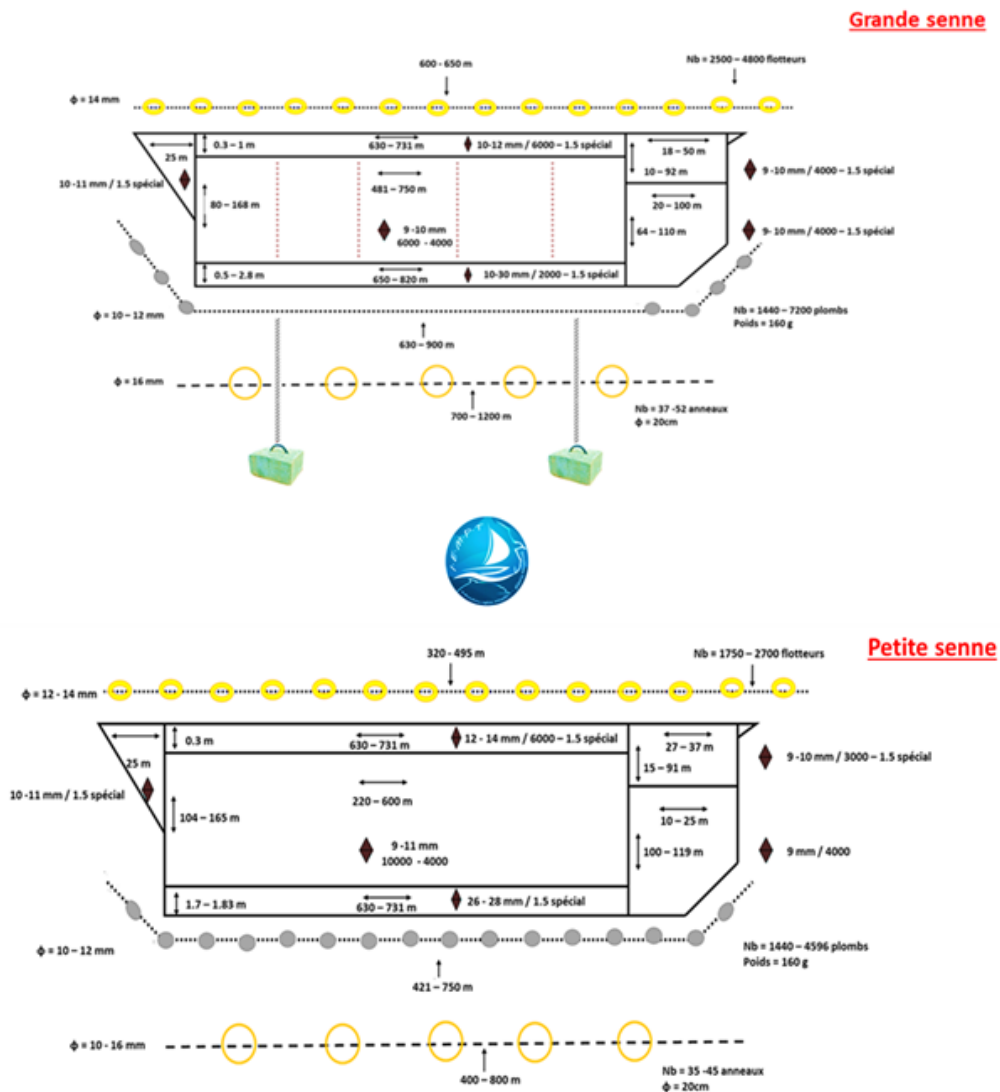 Grande senne
600 - 650 m
Nb = 2500 – 4800 flotteurs
ϕ = 14 mm
0.3 – 1 m
630 – 731 m
10-12 mm / 6000 – 1.5 spécial
18 – 50 m
25 m
10 – 92 m
9 -10 mm / 4000 – 1.5 spécial
10 -11 mm / 1.5 spécial
481 – 750 m
20 – 100 m
80 – 168 m
9 -10 mm
6000 - 4000
64 – 110 m
9- 10 mm / 4000 – 1.5 spécial
0.5 – 2.8 m
650 – 820 m
10-30 mm / 2000 – 1.5 spécial
ϕ = 10 – 12 mm
630 – 900 m
Nb = 1440 – 7200 plombs
Poids = 160 g
ϕ = 16 mm
700 – 1200 m
Nb = 37 -52 anneaux
ϕ = 20cm
Petite senne
320 - 495 m
Nb = 1750 – 2700 flotteurs
ϕ = 12 - 14 mm
0.3 m
630 – 731 m
12 - 14 mm / 6000 – 1.5 spécial
27 – 37 m
25 m
15 – 91 m
9 -10 mm / 3000 – 1.5 spécial
10 -11 mm / 1.5 spécial
220 – 600 m
10 – 25 m
104 – 165 m
9 -11 mm
10000 - 4000
100 – 119 m
9 mm / 4000
1.7 – 1.83 m
630 – 731 m
26 - 28 mm / 1.5 spécial
ϕ = 10 – 12 mm
421 – 750 m
Nb = 1440 – 4596 plombs
Poids = 160 g
ϕ = 10 - 16 mm
400 – 800 m
Nb = 35 -45 anneaux
ϕ = 20cm